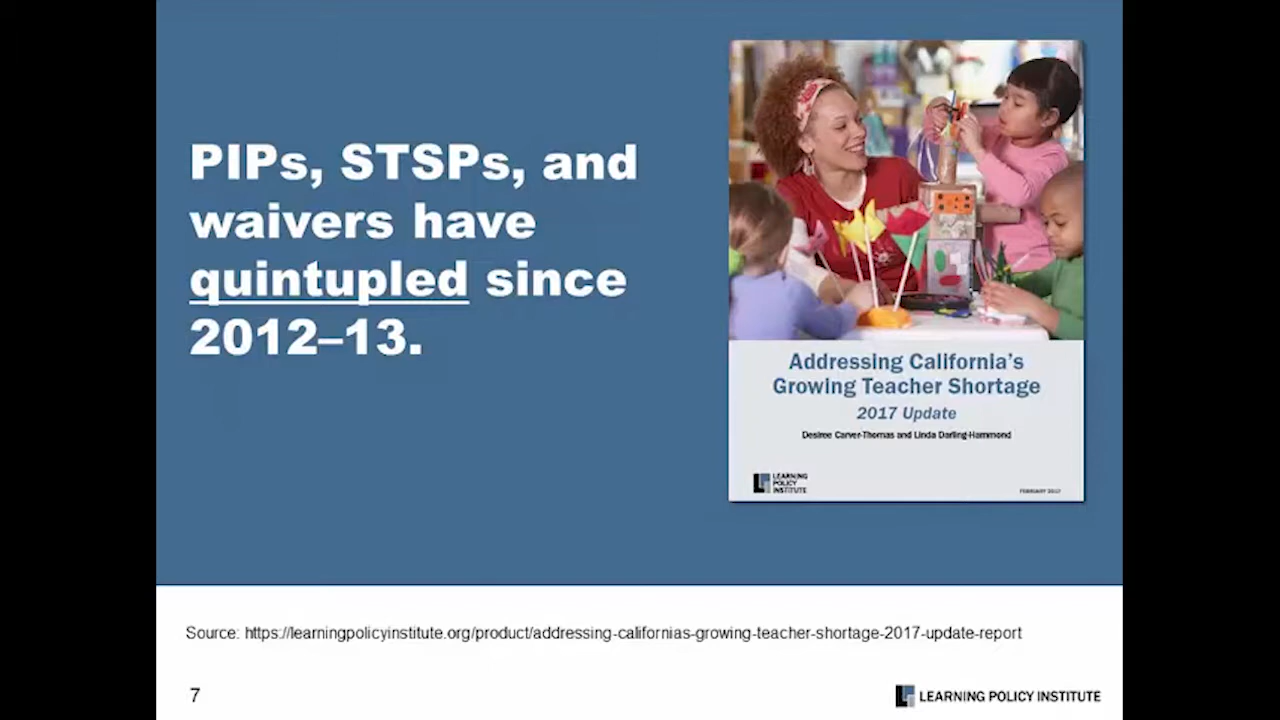 PIPs, STSPs, and
waivers have
quintupled since
2012–13.
Addressing California's
Growing Teacher Shortage
2017 Update
Desiree Carver-Thomas and Linda Darling-Hammond
LEARNING
POLICY
INSTITUTE
FEBRUARY 2017
Source: https://learningpolicyinstitute.org/product/addressing-californias-growing-teacher-shortage-2017-update-report
7
LEARNING POLICY INSTITUTE